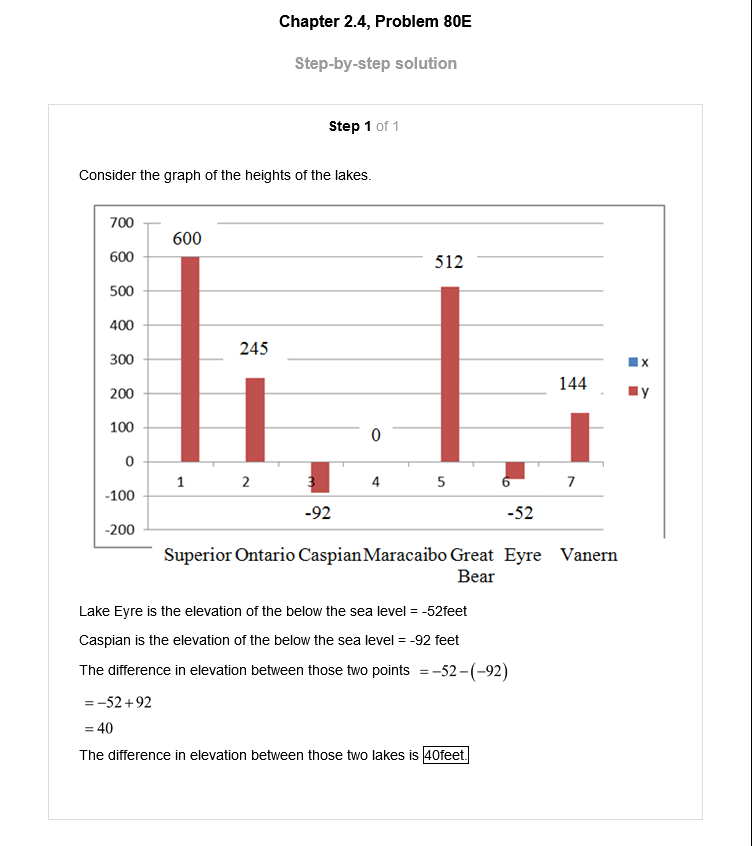 Chapter 2.4, Problem 80E
Step-by-step solution
Step 1 of 1
Consider the graph of the heights of the lakes.
700
600
500
400
300
200
100
0
-100
-200
600
245
-92
0
512
-52
144
1 2 3 4 5 6 7
x
y
Superior Ontario Caspian Maracaibo Great Eyre Vanern
Bear
Lake Eyre is the elevation of the below the sea level = -52feet
Caspian is the elevation of the below the sea level = -92 feet
The difference in elevation between those two points =−52−(−92)
=−52+92
=40
The difference in elevation between those two lakes is 40feet.